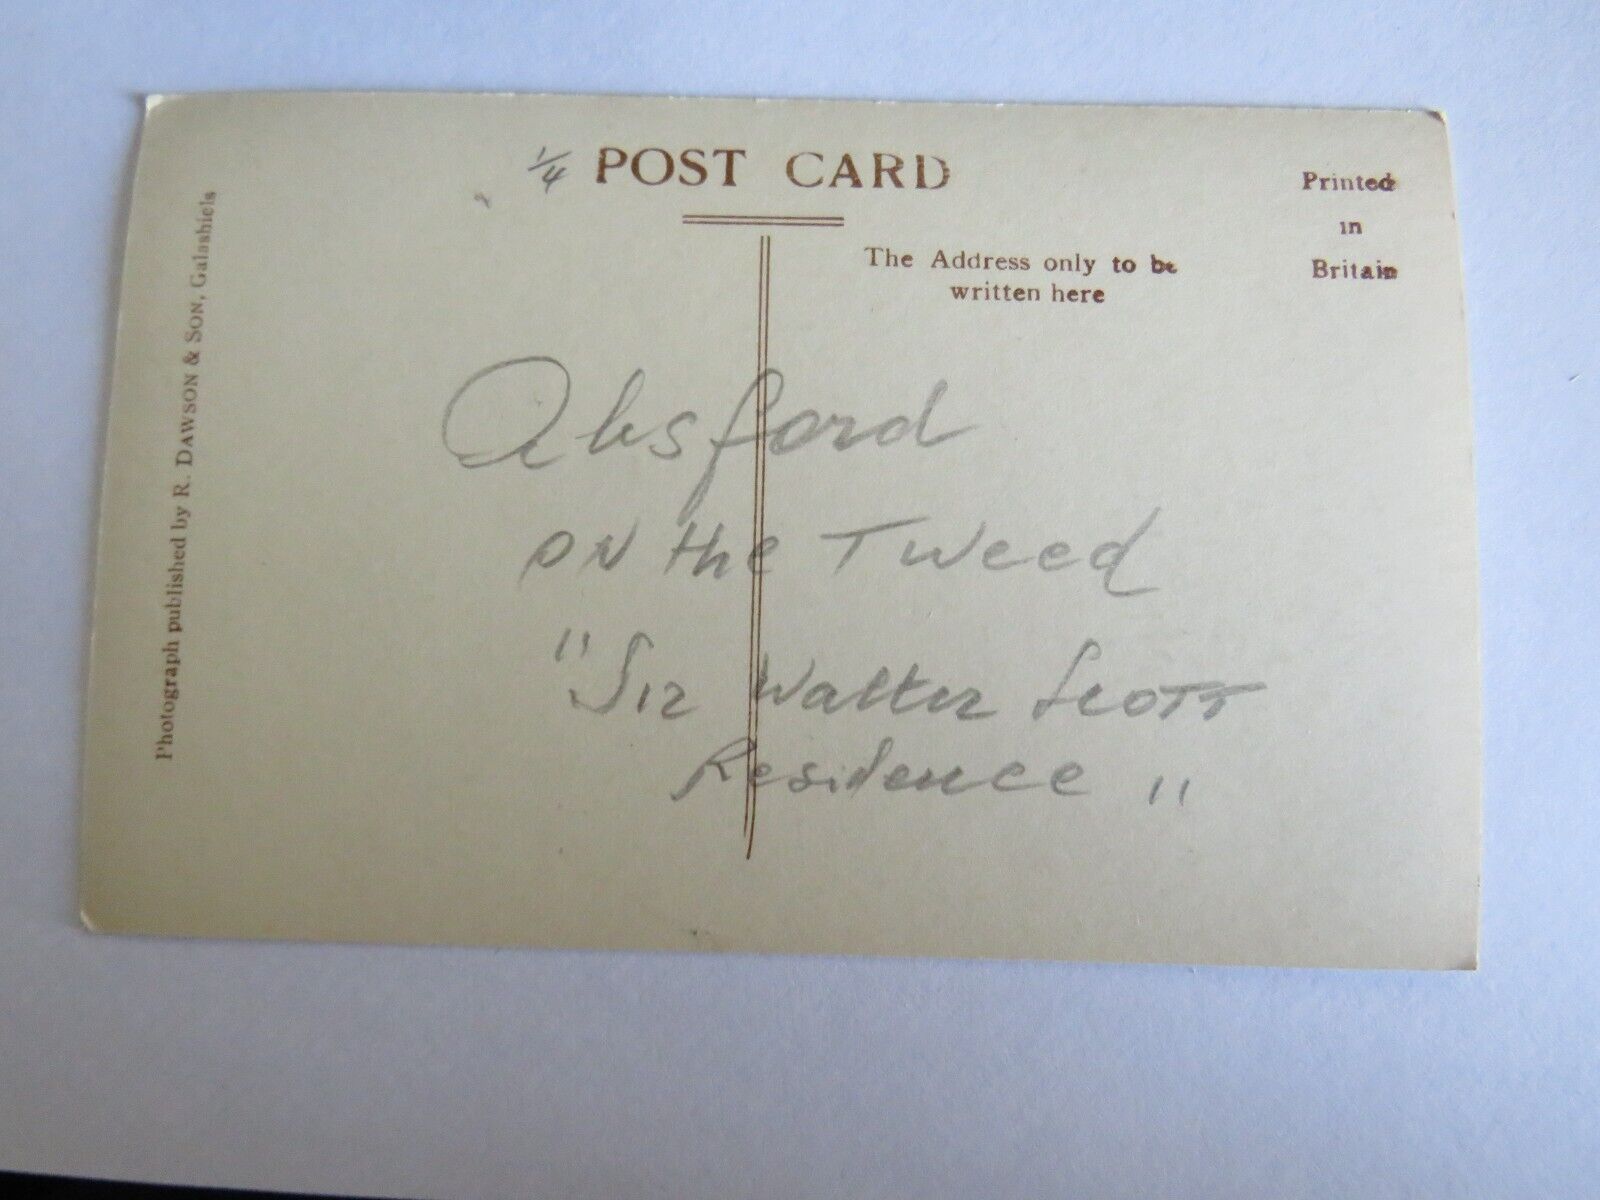 1/4 POST CARD
Printed
in
Britain
The Address only to be
written here
Photograph published by R. DAWSON & SON, Galashiels
Absford
ON the Tweed
"Sir Walter Scott
Residence"